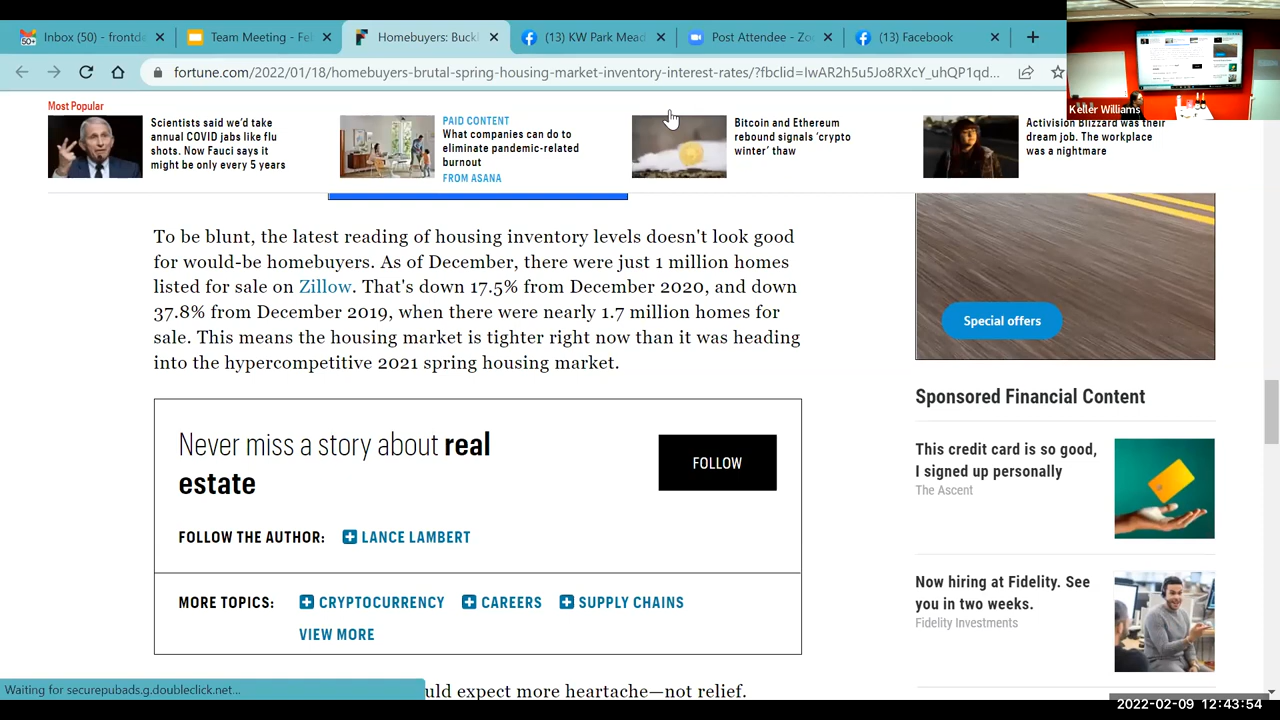 50+
Inbox (50) - frontde
Team Meeting - Fe
Homebuyers: Buckl
(13) KW Park Mead
Post Attendee - Zo
(13) Facebook
fortune.com/2022/01/18/homebuyers-brutal-
Keller Williams
Most Popular
Scientists said we'd take
annual COVID jabs like flu
shots. Now Fauci says it
might be only every 5 years
PAID CONTENT
What companies can do to
eliminate pandemic-related
burnout
FROM ASANA
Bitcoin and Ethereum
rebound signals 'crypto
winter' thaw
Activision Blizzard was their
dream job. The workplace
was a nightmare
To be blunt, the latest reading of housing inventory levels doesn't look good
for would-be homebuyers. As of December, there were just 1 million homes
listed for sale on Zillow. That's down 17.5% from December 2020, and down
37.8% from December 2019, when there were nearly 1.7 million homes for
sale. This means the housing market is tighter right now than it was heading
into the hypercompetitive 2021 spring housing market.
Special offers
Never miss a story about real
estate
FOLLOW
FOLLOW THE AUTHOR: LANCE LAMBERT
MORE TOPICS: CRYPTOCURRENCY CAREERS SUPPLY CHAINS
VIEW MORE
Sponsored Financial Content
This credit card is so good,
I signed up personally
The Ascent
Now hiring at Fidelity. See
you in two weeks.
Fidelity Investments
Waiting for securepubads.g.doubleclick.net...
uld expect more heartache—not relief.
2022-02-09 12:43:54